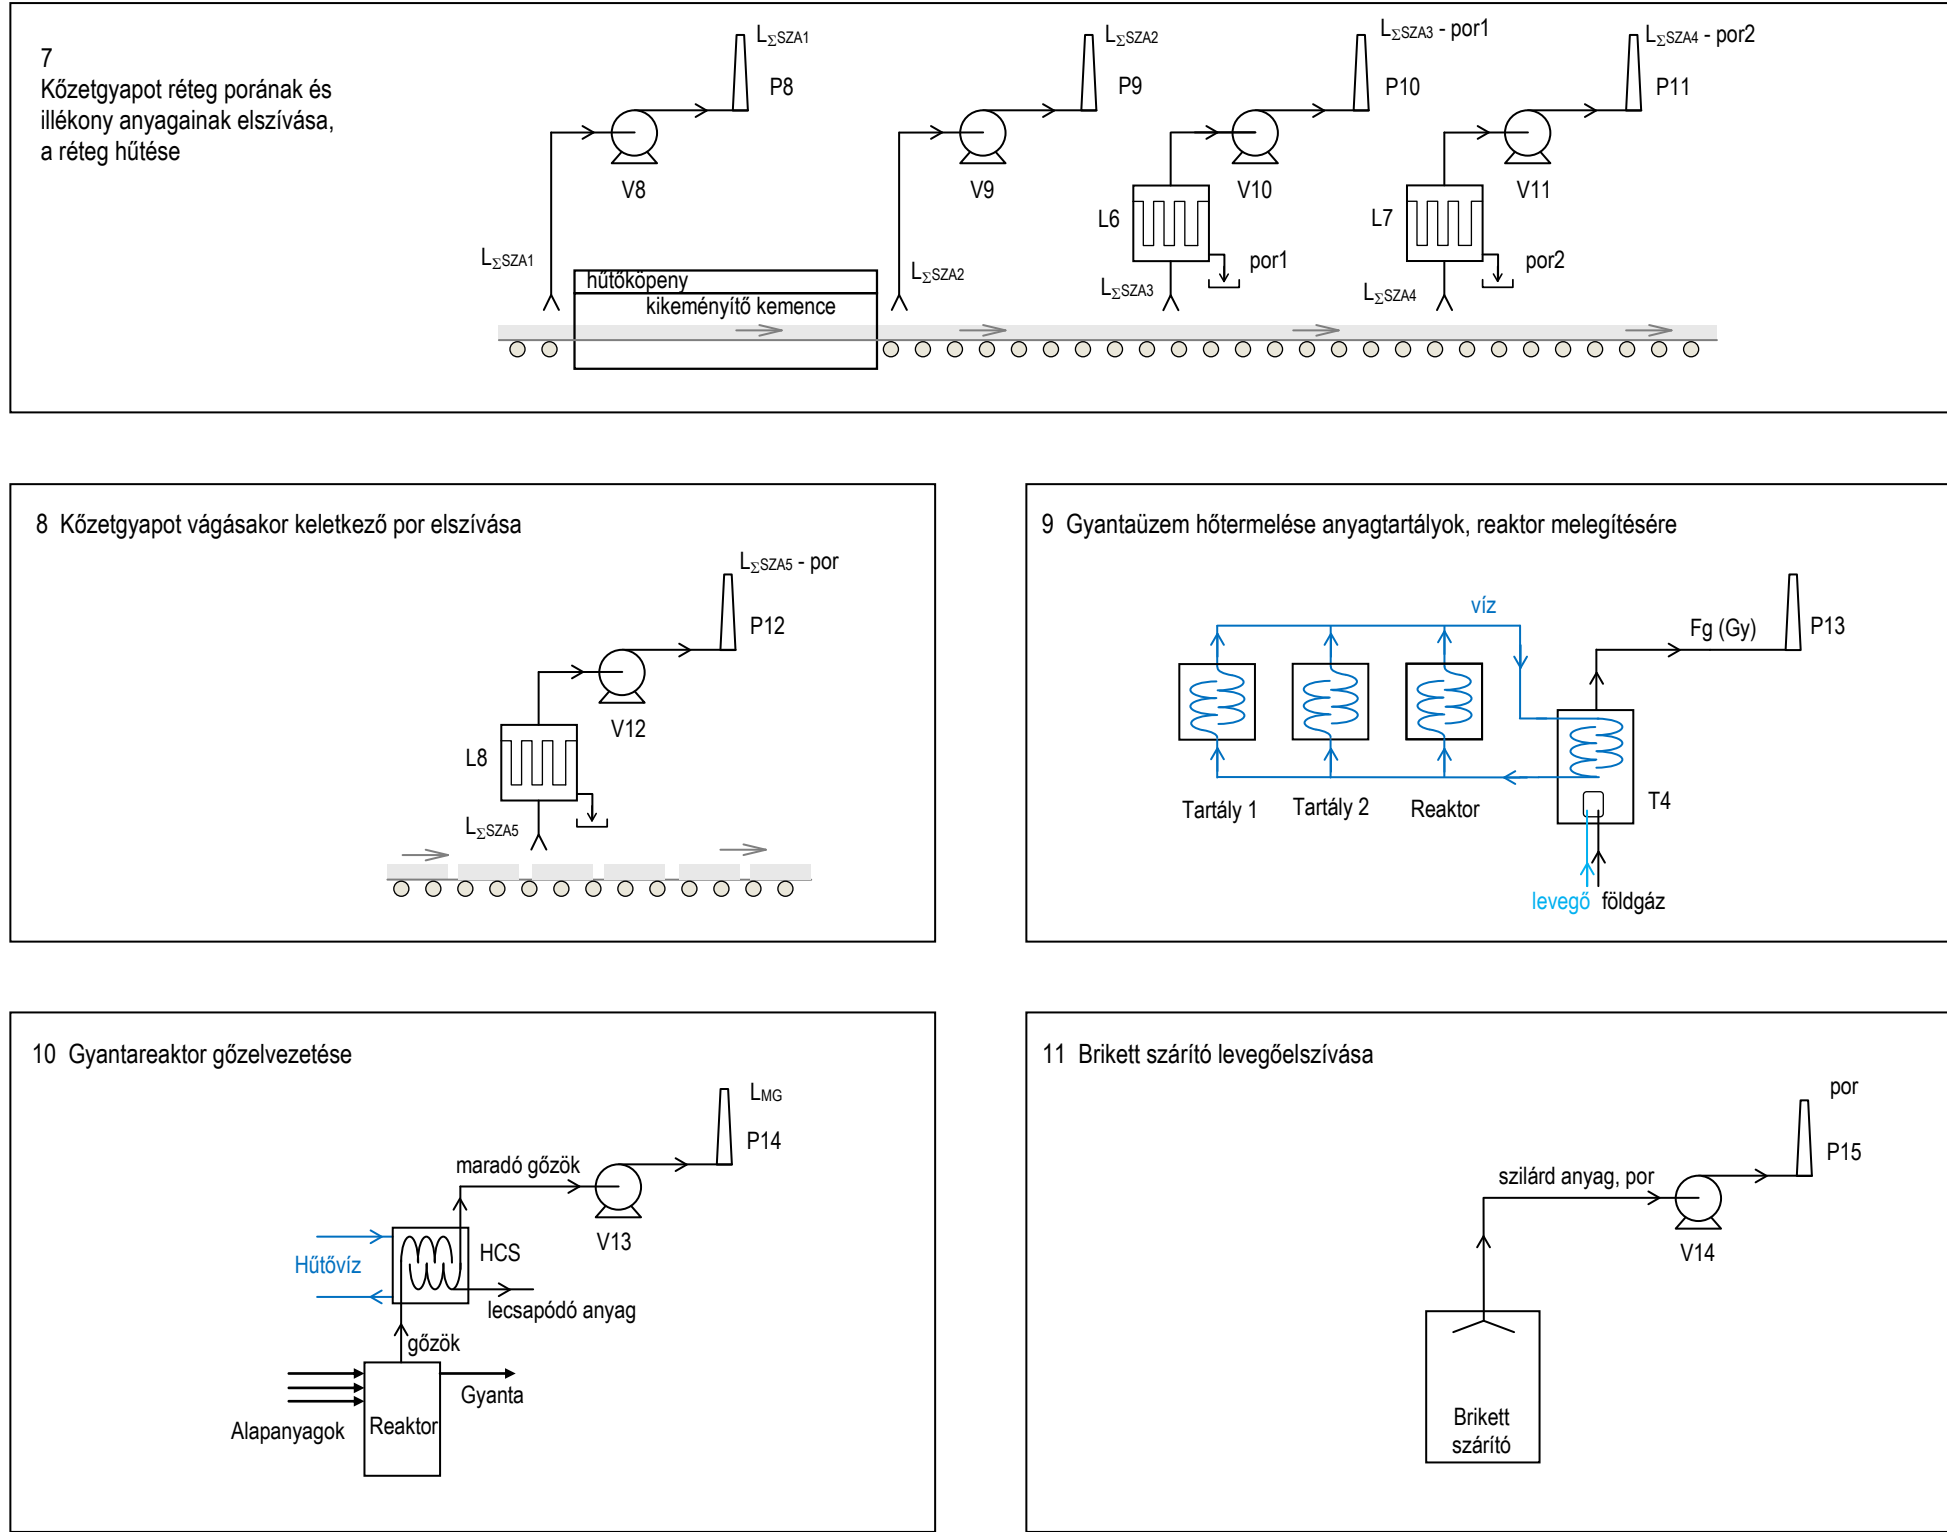 7
Kőzetgyapot réteg porának és
illékony anyagainak elszívása,
a réteg hűtése
LΣSZA1
P8
V8
LΣSZA1
LΣSZA2
P9
V9
LΣSZA2
LΣSZA3 - por1
P10
V10
L6
por1
LΣSZA3
LΣSZA4 - por2
P11
V11
L7
por2
LΣSZA4
hűtőköpeny
kikeményítő kemence
8 Kőzetgyapot vágásakor keletkező por elszívása
LΣSZA5 - por
P12
V12
L8
LΣSZA5
9 Gyantaüzem hőtermelése anyagtartályok, reaktor melegítésére
víz
Fg (Gy)
P13
T4
Tartály 1
Tartály 2
Reaktor
levegő
földgáz
10 Gyantareaktor gőzelvezetése
LMG
P14
maradó gőzök
V13
HCS
Hűtővíz
lecsapódó anyag
gőzök
Gyanta
Alapanyagok
Reaktor
11 Brikett szárító levegőelszívása
por
P15
szilárd anyag, por
V14
Brikett
szárító